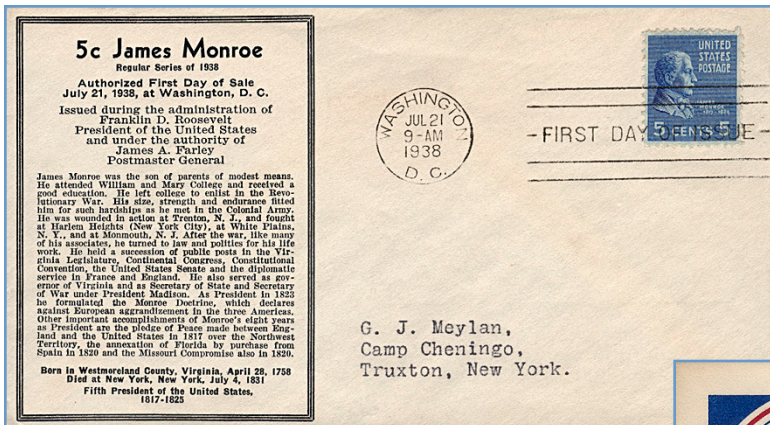 5c James Monroe
Regular Series of 1938
Authorized First Day of Sale
July 21, 1938, at Washington, D. C.
Issued during the administration of
Franklin D. Roosevelt
President of the United States
and under the authority of
James A. Farley
Postmaster General
James Monroe was the son of parents of modest means.
He attended William and Mary College and received a
good education. He left college to enlist in the Revo-
lutionary War. His size, strength and endurance fitted
him for such hardships as he met in the Colonial Army.
He was wounded in action at Trenton, N. J., and fought
at Harlem Heights (New York City), at White Plains,
N. Y., and at Monmouth, N. J. After the war, like many
of his associates, he turned to law and politics for his life
work. He held a succession of public posts in the Vir-
ginia Legislature, Continental Congress, Constitutional
Convention, the United States Senate and the diplomatic
service in France and England. He also served as gov-
ernor of Virginia and as Secretary of State and Secretary
of War under President Madison. As President in 1823
he formulated the Monroe Doctrine, which declares
against European aggrandizement in the three Americas.
Other important accomplishments of Monroe's eight years
as President are the pledge of Peace made between Eng-
land and the United States in 1817 over the Northwest
Territory, the annexation of Florida by purchase from
Spain in 1820 and the Missouri Compromise also in 1820.
Born in Westmoreland County, Virginia, April 28, 1758
Died at New York, New York, July 4, 1831
Fifth President of the United States,
1817-1825
WASHINGTON
JUL 21
9-AM
1938
D. C.
UNITED
STATES
POSTAGE
JAMES MONROE
5 CENTS 5
FIRST DAY OF ISSUE
G. J. Meylan,
Camp Cheningo,
Truxton, New York.